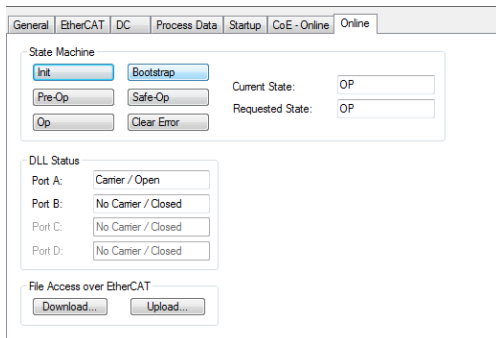 General EtherCAT DC Process Data Startup CoE - Online Online
State Machine
Init Bootstrap
Pre-Op Safe-Op
Op Clear Error
Current State: OP
Requested State: OP
DLL Status
Port A: Carrier / Open
Port B: No Carrier / Closed
Port C: No Carrier / Closed
Port D: No Carrier / Closed
File Access over EtherCAT
Download... Upload...